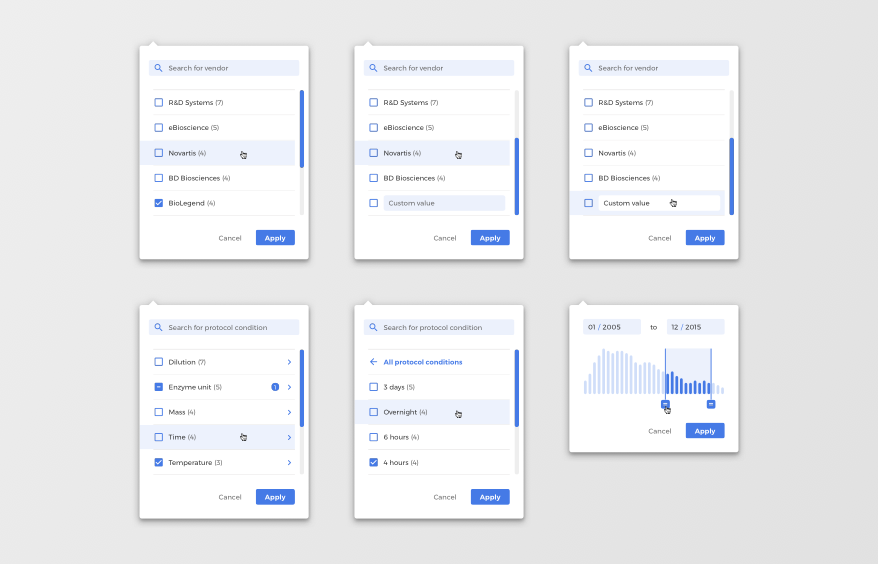 Search for vendor
R&D Systems (7)
eBioscience (5)
Novartis (4)
BD Biosciences (4)
BioLegend (4)
Cancel
Apply
Search for vendor
R&D Systems (7)
eBioscience (5)
Novartis (4)
BD Biosciences (4)
Custom value
Cancel
Apply
Search for vendor
R&D Systems (7)
eBioscience (5)
Novartis (4)
BD Biosciences (4)
Custom value
Cancel
Apply
Search for protocol condition
Dilution (7)
Enzyme unit (5) 1
Mass (4)
Time (4)
Temperature (3)
Cancel
Apply
Search for protocol condition
All protocol conditions
3 days (5)
Overnight (4)
6 hours (4)
4 hours (4)
Cancel
Apply
01 / 2005 to 12 / 2015
Cancel
Apply